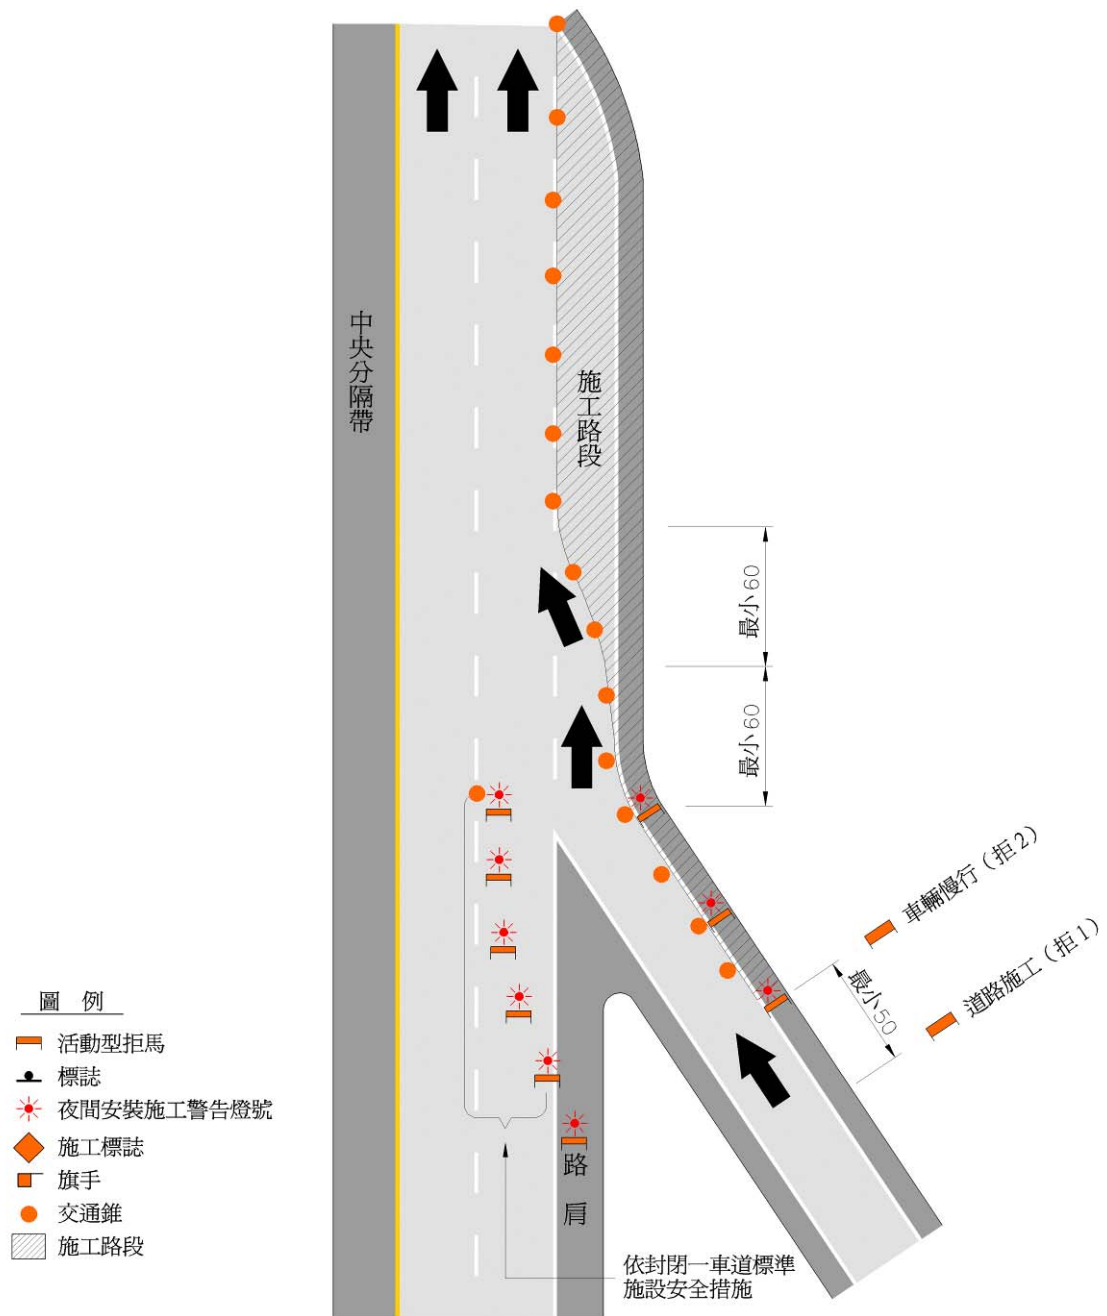 中央分隔帶
施工路段
最小60
最小60
車輛慢行（拒2）
道路施工（拒1）
最小50
路肩
依封閉一車道標準
施設安全措施
圖 例
活動型拒馬
標誌
夜間安裝施工警告燈號
施工標誌
旗手
交通錐
施工路段